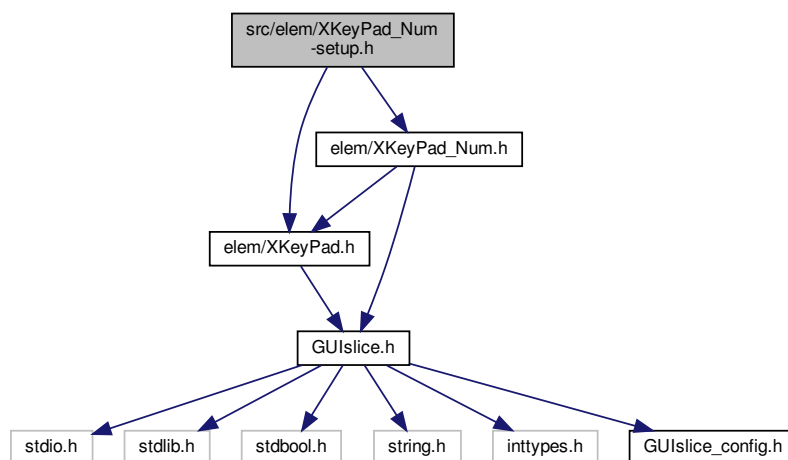 src/elem/XKeyPad_Num
-setup.h
elem/XKeyPad_Num.h
elem/XKeyPad.h
GUIslice.h
stdio.h
stdlib.h
stdbool.h
string.h
inttypes.h
GUIslice_config.h